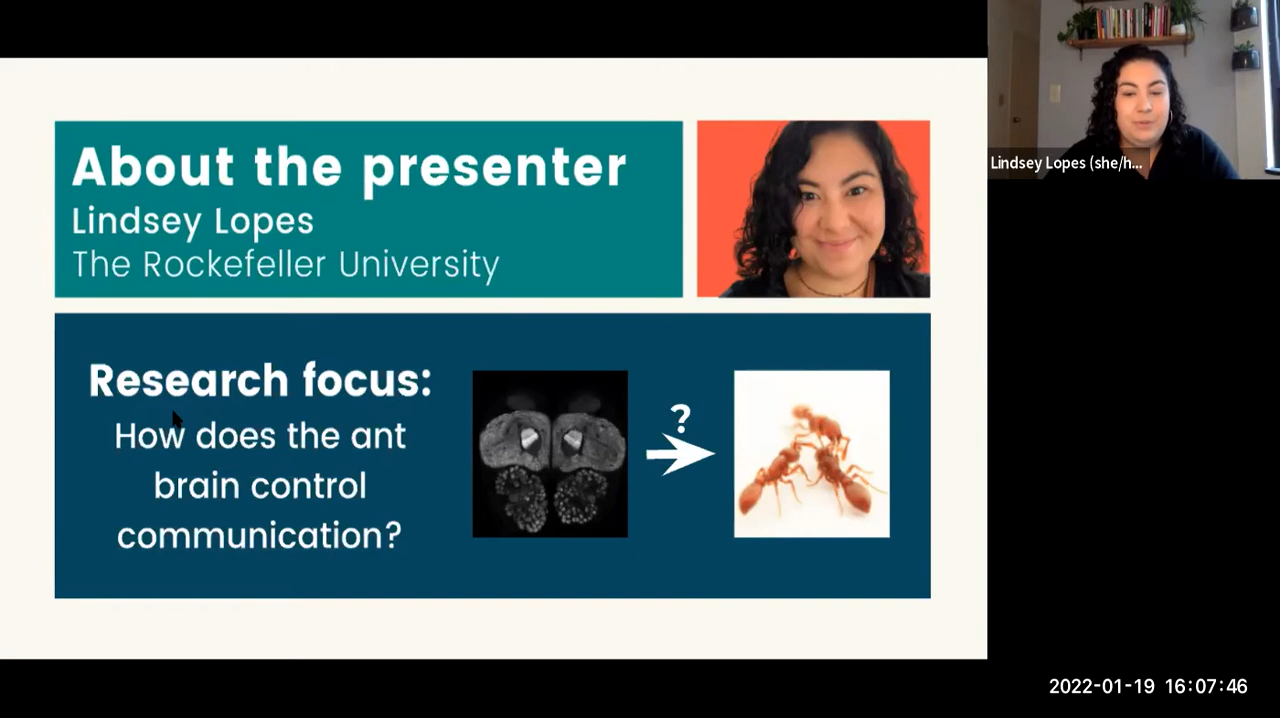 About the presenter
Lindsey Lopes
The Rockefeller University
Research focus:
How does the ant
brain control
communication?
?
Lindsey Lopes (she/h...
2022-01-19 16:07:46